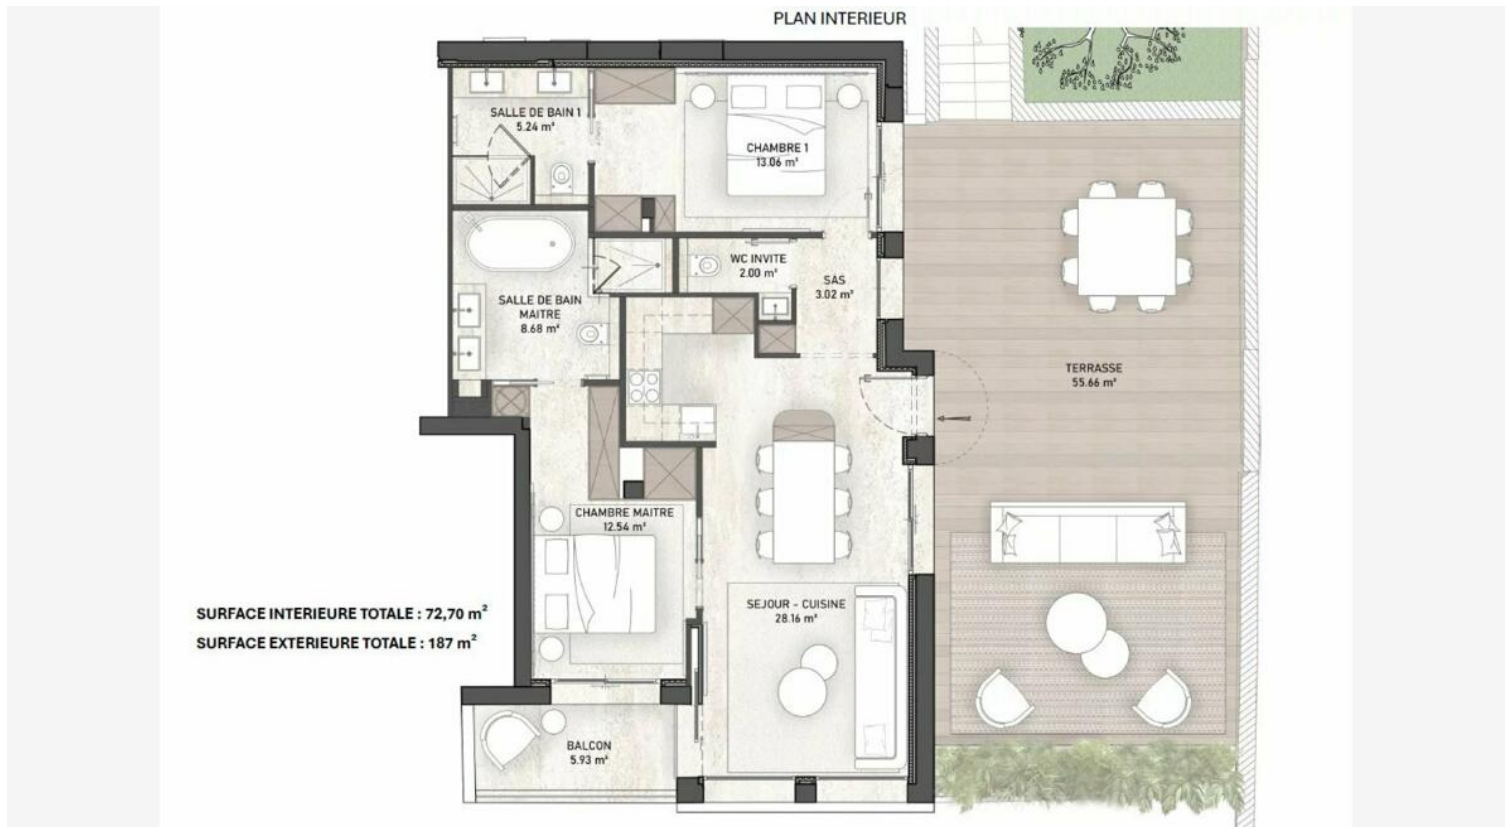 PLAN INTERIEUR
SALLE DE BAIN 1
5.24 m²
CHAMBRE 1
13.06 m²
WC INVITE
2.00 m²
SAS
3.02 m²
SALLE DE BAIN
MAITRE
8.68 m²
TERRASSE
55.66 m²
CHAMBRE MAITRE
12.54 m²
SEJOUR - CUISINE
28.16 m²
SURFACE INTERIEURE TOTALE : 72,70 m²
SURFACE EXTERIEURE TOTALE : 187 m²
BALCON
5.93 m²